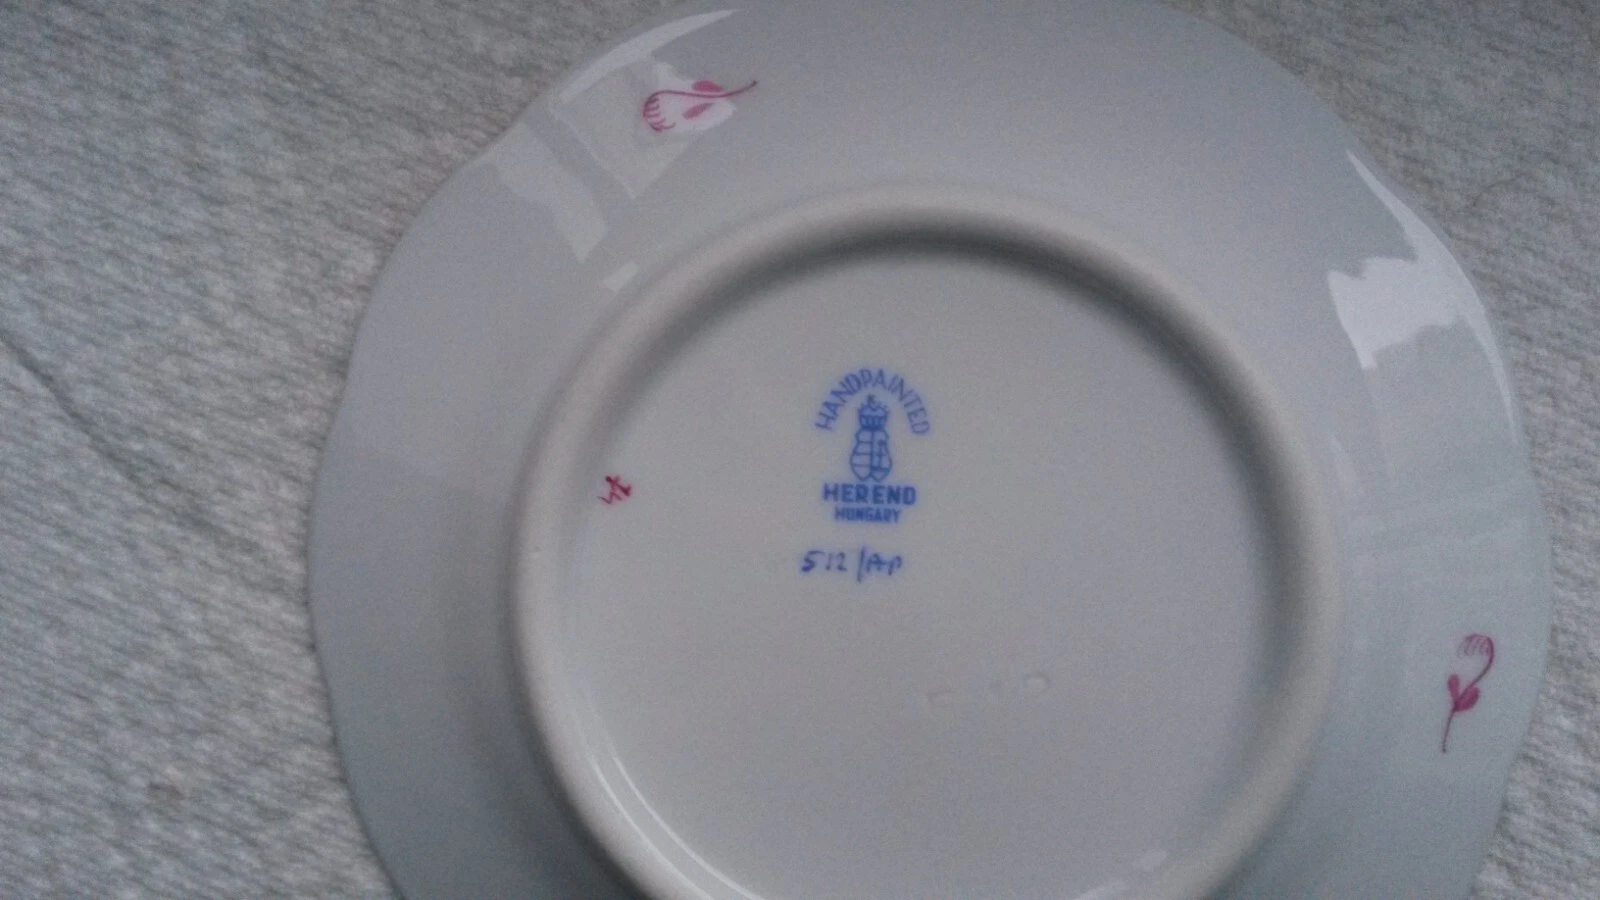 HANDPAINTED
HEREND
HUNGARY
512/AP